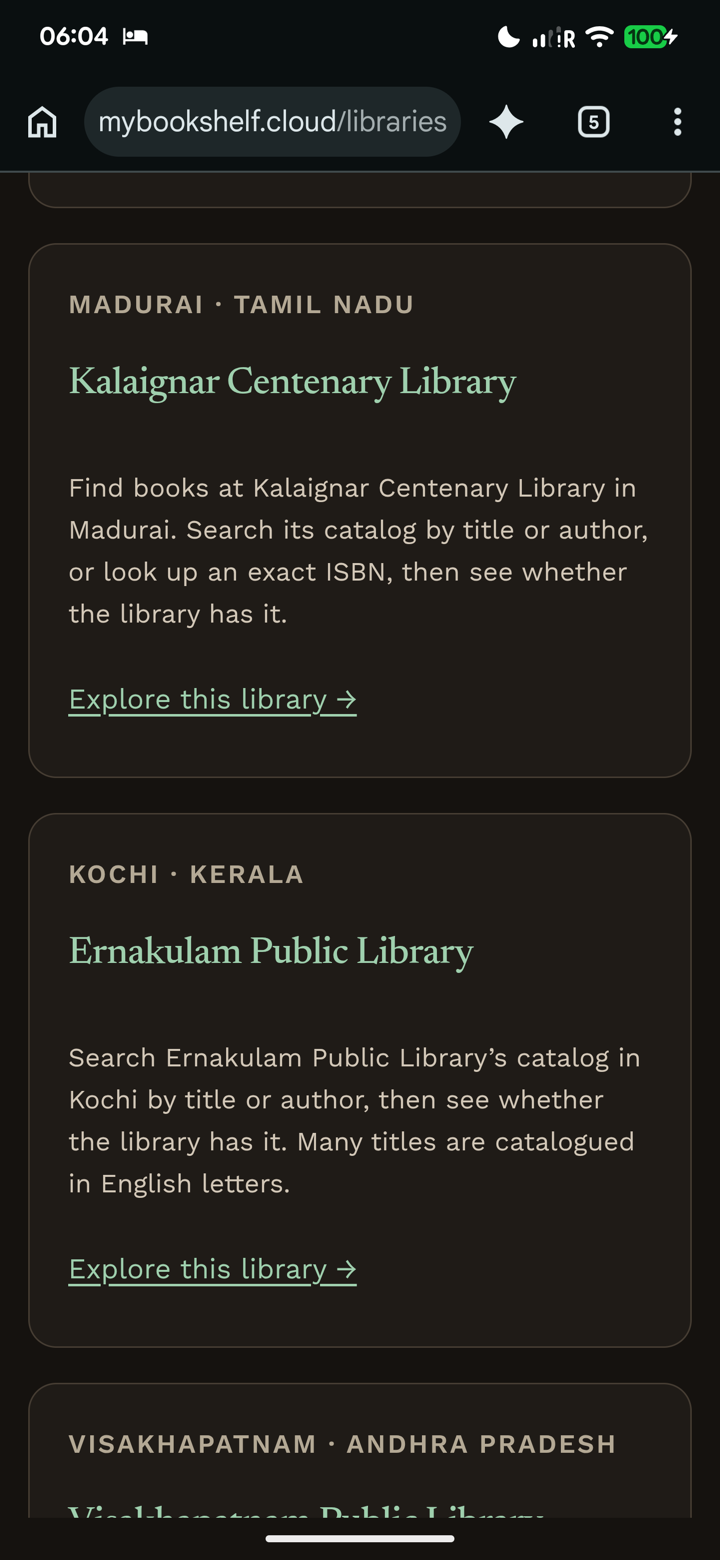 06:04
R
100
mybookshelf.cloud/libraries
5
MADURAI · TAMIL NADU
Kalaignar Centenary Library
Find books at Kalaignar Centenary Library in
Madurai. Search its catalog by title or author,
or look up an exact ISBN, then see whether
the library has it.
Explore this library →
KOCHI · KERALA
Ernakulam Public Library
Search Ernakulam Public Library’s catalog in
Kochi by title or author, then see whether
the library has it. Many titles are catalogued
in English letters.
Explore this library →
VISAKHAPATNAM · ANDHRA PRADESH
Visakhapatnam Public Library